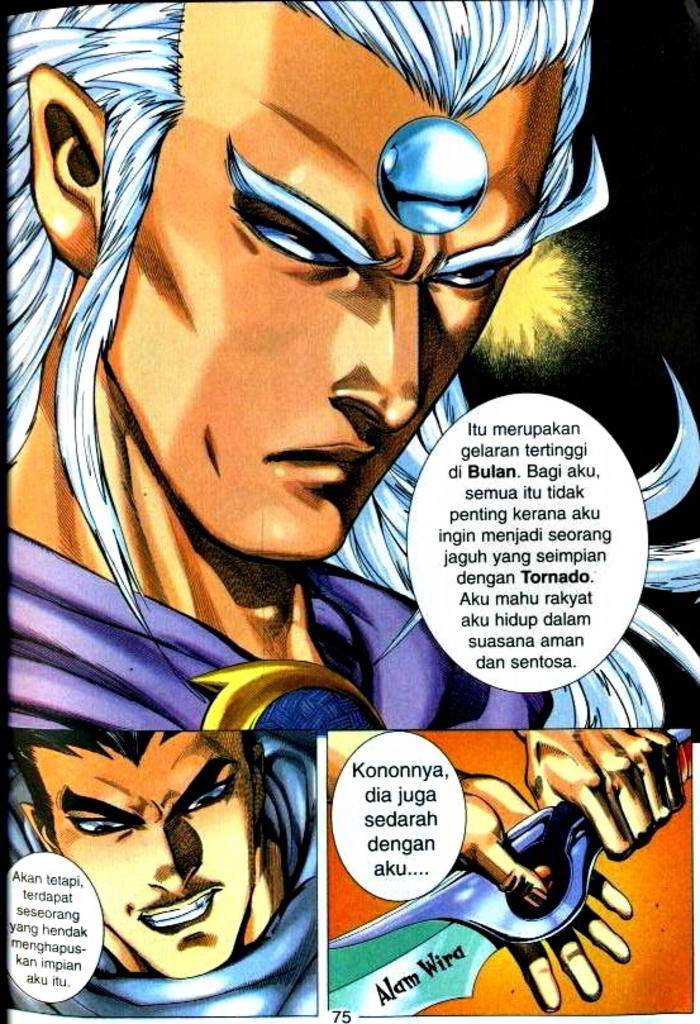 Itu merupakan
gelaran tertinggi
di Bulan. Bagi aku,
semua itu tidak
penting kerana aku
ingin menjadi seorang
jaguh yang seimpian
dengan Tornado.
Aku mahu rakyat
aku hidup dalam
suasana aman
dan sentosa.
Akan tetapi,
terdapat
seseorang
yang hendak
menghapus-
kan impian
aku itu.
Kononnya,
dia juga
sedarah
dengan
aku....
Alam Wira
75